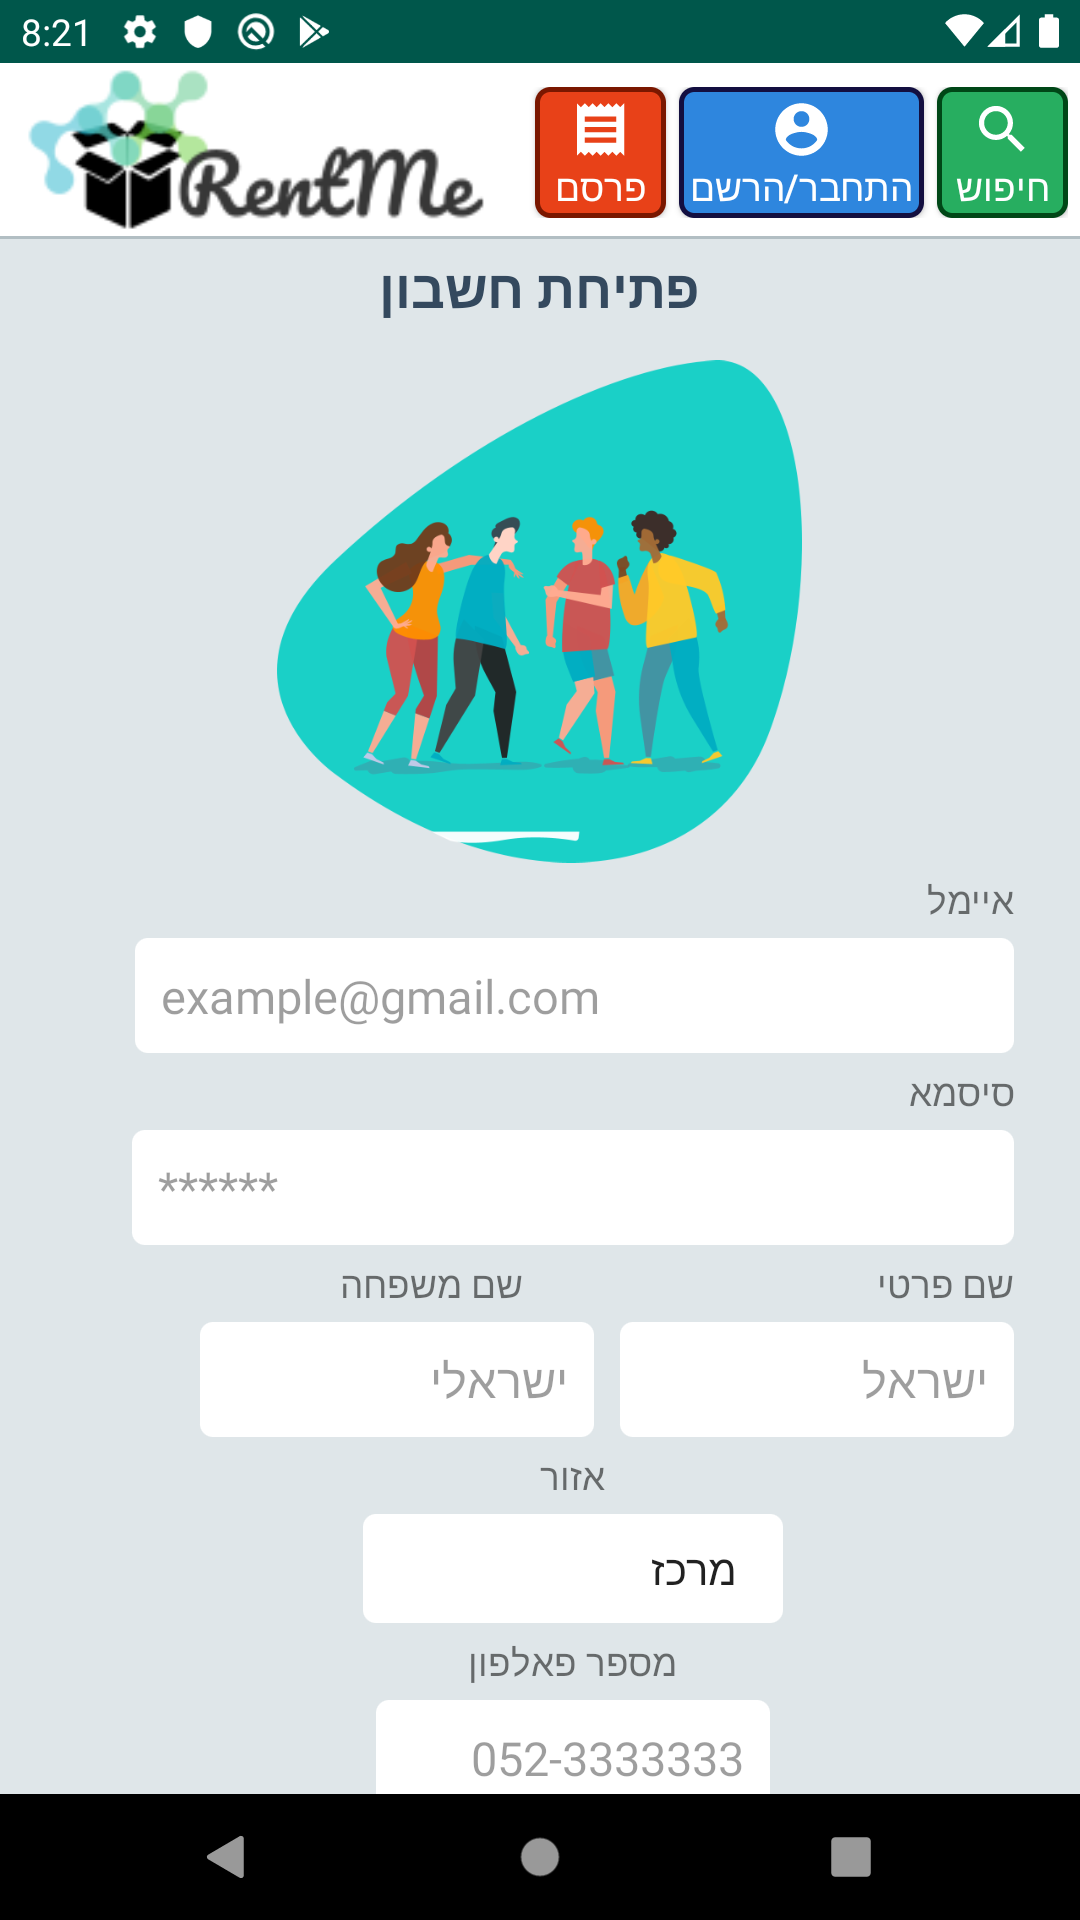 8:21
RentMe
חיפוש
התחבר/הרשם
פרסם
פתיחת חשבון
איימל
example@gmail.com
סיסמא
******
שם פרטי
שם משפחה
ישראל
ישראלי
אזור
מרכז
מספר פאלפון
052-3333333